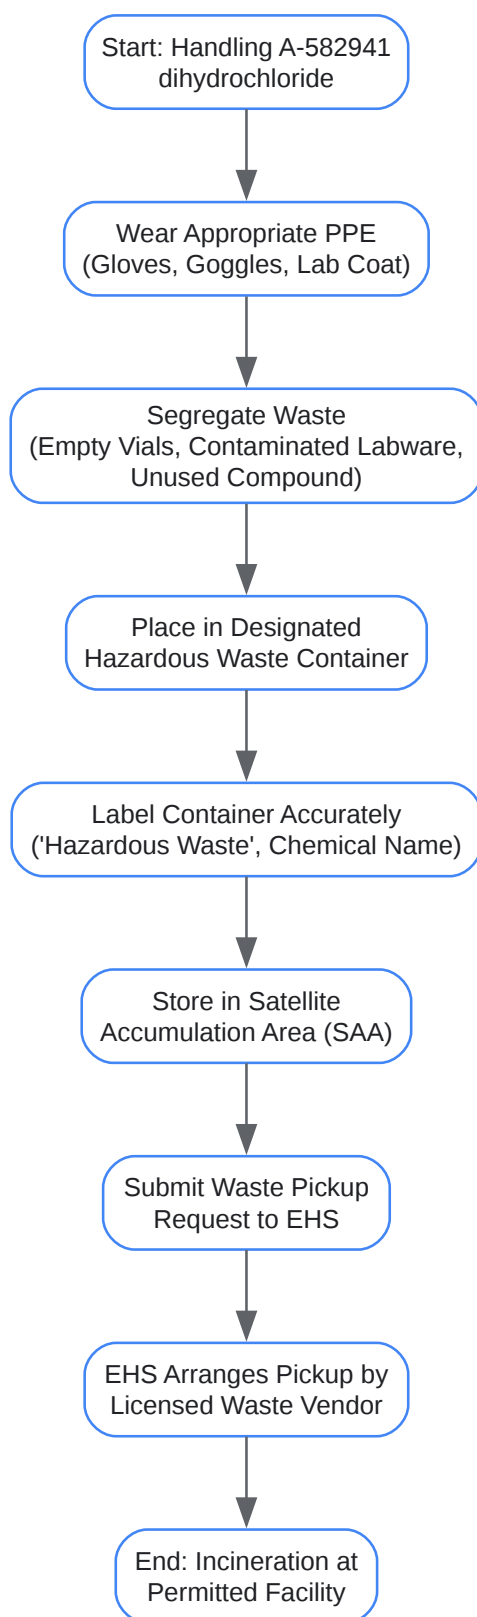 Start: Handling A-582941
dihydrochloride
Wear Appropriate PPE
(Gloves, Goggles, Lab Coat)
Segregate Waste
(Empty Vials, Contaminated Labware,
Unused Compound)
Place in Designated
Hazardous Waste Container
Label Container Accurately
('Hazardous Waste', Chemical Name)
Store in Satellite
Accumulation Area (SAA)
Submit Waste Pickup
Request to EHS
EHS Arranges Pickup by
Licensed Waste Vendor
End: Incineration at
Permitted Facility